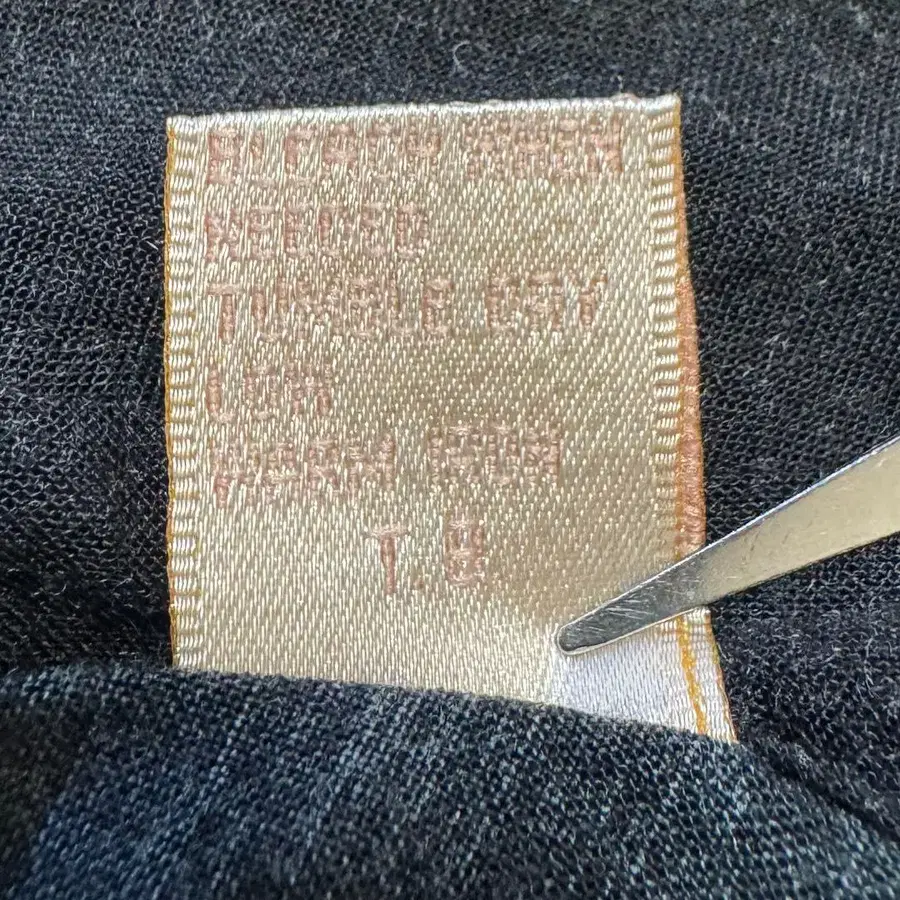 BLEACH WHEN
NEEDED
TUMBLE DRY
LOW
WARM IRON
T.W